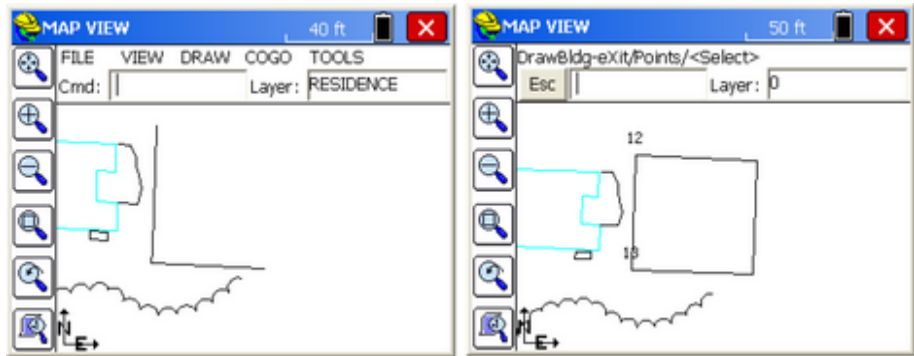 MAP VIEW 40 ft
FILE VIEW DRAW COGO TOOLS
Cmd: Layer: RESIDENCE
N
E
MAP VIEW 50 ft
DrawBldg-eXit/Points/<Select>
Esc Layer: 0
12
13
N
E